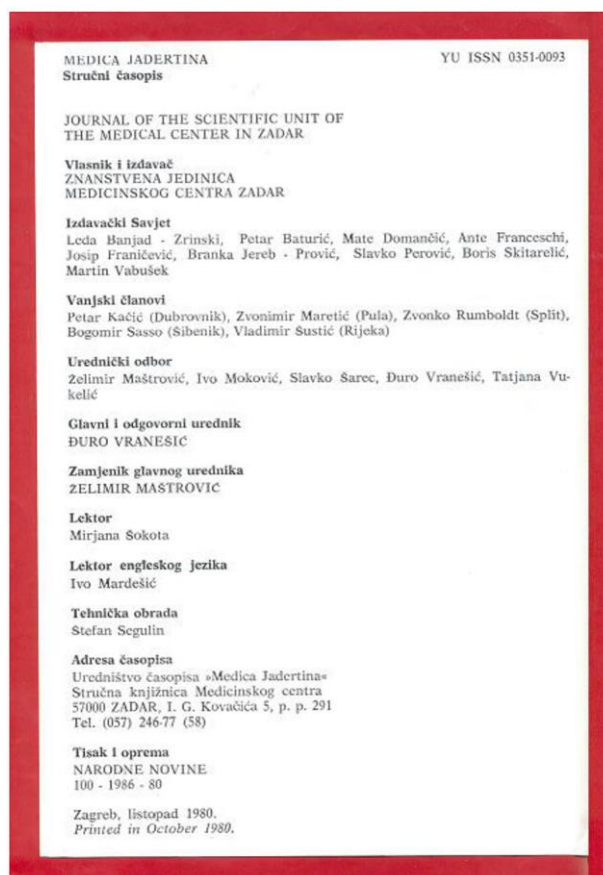 MEDICA JADERTINA
YU ISSN 0351-0093
Stručni časopis
JOURNAL OF THE SCIENTIFIC UNIT OF
THE MEDICAL CENTER IN ZADAR
Vlasnik i izdavač
ZNANSTVENA JEDINICA
MEDICINSKOG CENTRA ZADAR
Izdavački Savjet
Leda Banjad - Zrinski, Petar Baturić, Mate Domančić, Ante Franceschi,
Josip Franičević, Branka Jereb - Prović, Slavko Perović, Boris Skitarelić,
Martin Vabušek
Vanjski članovi
Petar Kačić (Dubrovnik), Zvonimir Maretić (Pula), Zvonko Rumboldt (Split),
Bogomir Sasso (Šibenik), Vladimir Šustić (Rijeka)
Urednički odbor
Želimir Maštrović, Ivo Moković, Slavko Šarec, Đuro Vranešić, Tatjana Vu-
kelić
Glavni i odgovorni urednik
ĐURO VRANEŠIĆ
Zamjenik glavnog urednika
ŽELIMIR MAŠTROVIĆ
Lektor
Mirjana Šokota
Lektor engleskog jezika
Ivo Mardešić
Tehnička obrada
Štefan Segulin
Adresa časopisa
Uredništvo časopisa »Medica Jadertina«
Stručna knjižnica Medicinskog centra
57000 ZADAR, I. G. Kovačića 5, p. p. 291
Tel. (057) 246-77 (58)
Tisak i oprema
NARODNE NOVINE
100 - 1986 - 80
Zagreb, listopad 1980.
Printed in October 1980.